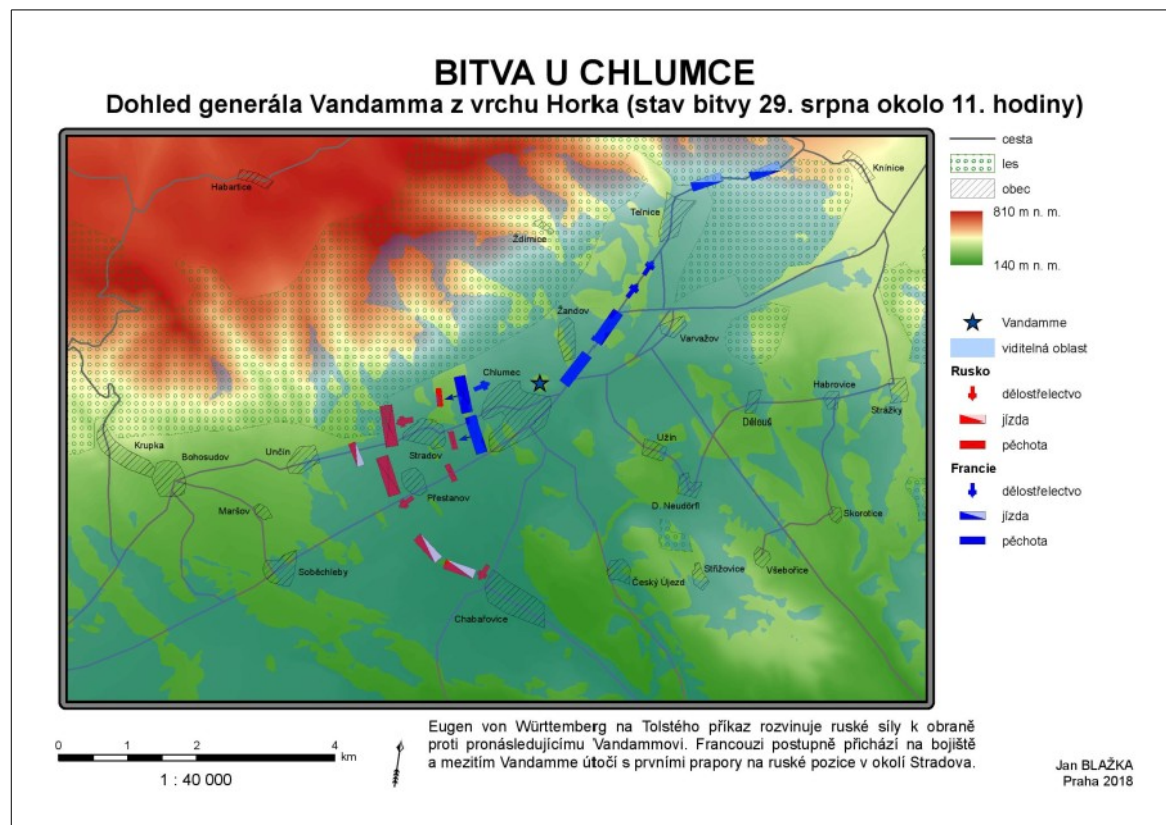 BITVA U CHLUMCE
Dohled generála Vandamma z vrchu Horka (stav bitvy 29. srpna okolo 11. hodiny)
Habartice
Knínice
Telnice
Ždírnice
Žandov
Varvažov
Chlumec
Habrovice
Strážky
Dělouš
Krupka
Bohosudov
Unčín
Stradov
Užín
Přestanov
D. Neudörfl
Maršov
Skorotice
Soběchleby
Český Újezd
Střížovice
Všebořice
Chabařovice
cesta
les
obec
810 m n. m.
140 m n. m.
Vandamme
viditelná oblast
Rusko
dělostřelectvo
jízda
pěchota
Francie
dělostřelectvo
jízda
pěchota
0 1 2 4
km
1 : 40 000
Eugen von Württemberg na Tolstého příkaz rozvinuje ruské síly k obraně
proti pronásledujícímu Vandammovi. Francouzi postupně přichází na bojiště
a mezitím Vandamme útočí s prvními prapory na ruské pozice v okolí Stradova.
Jan BLAŽKA
Praha 2018